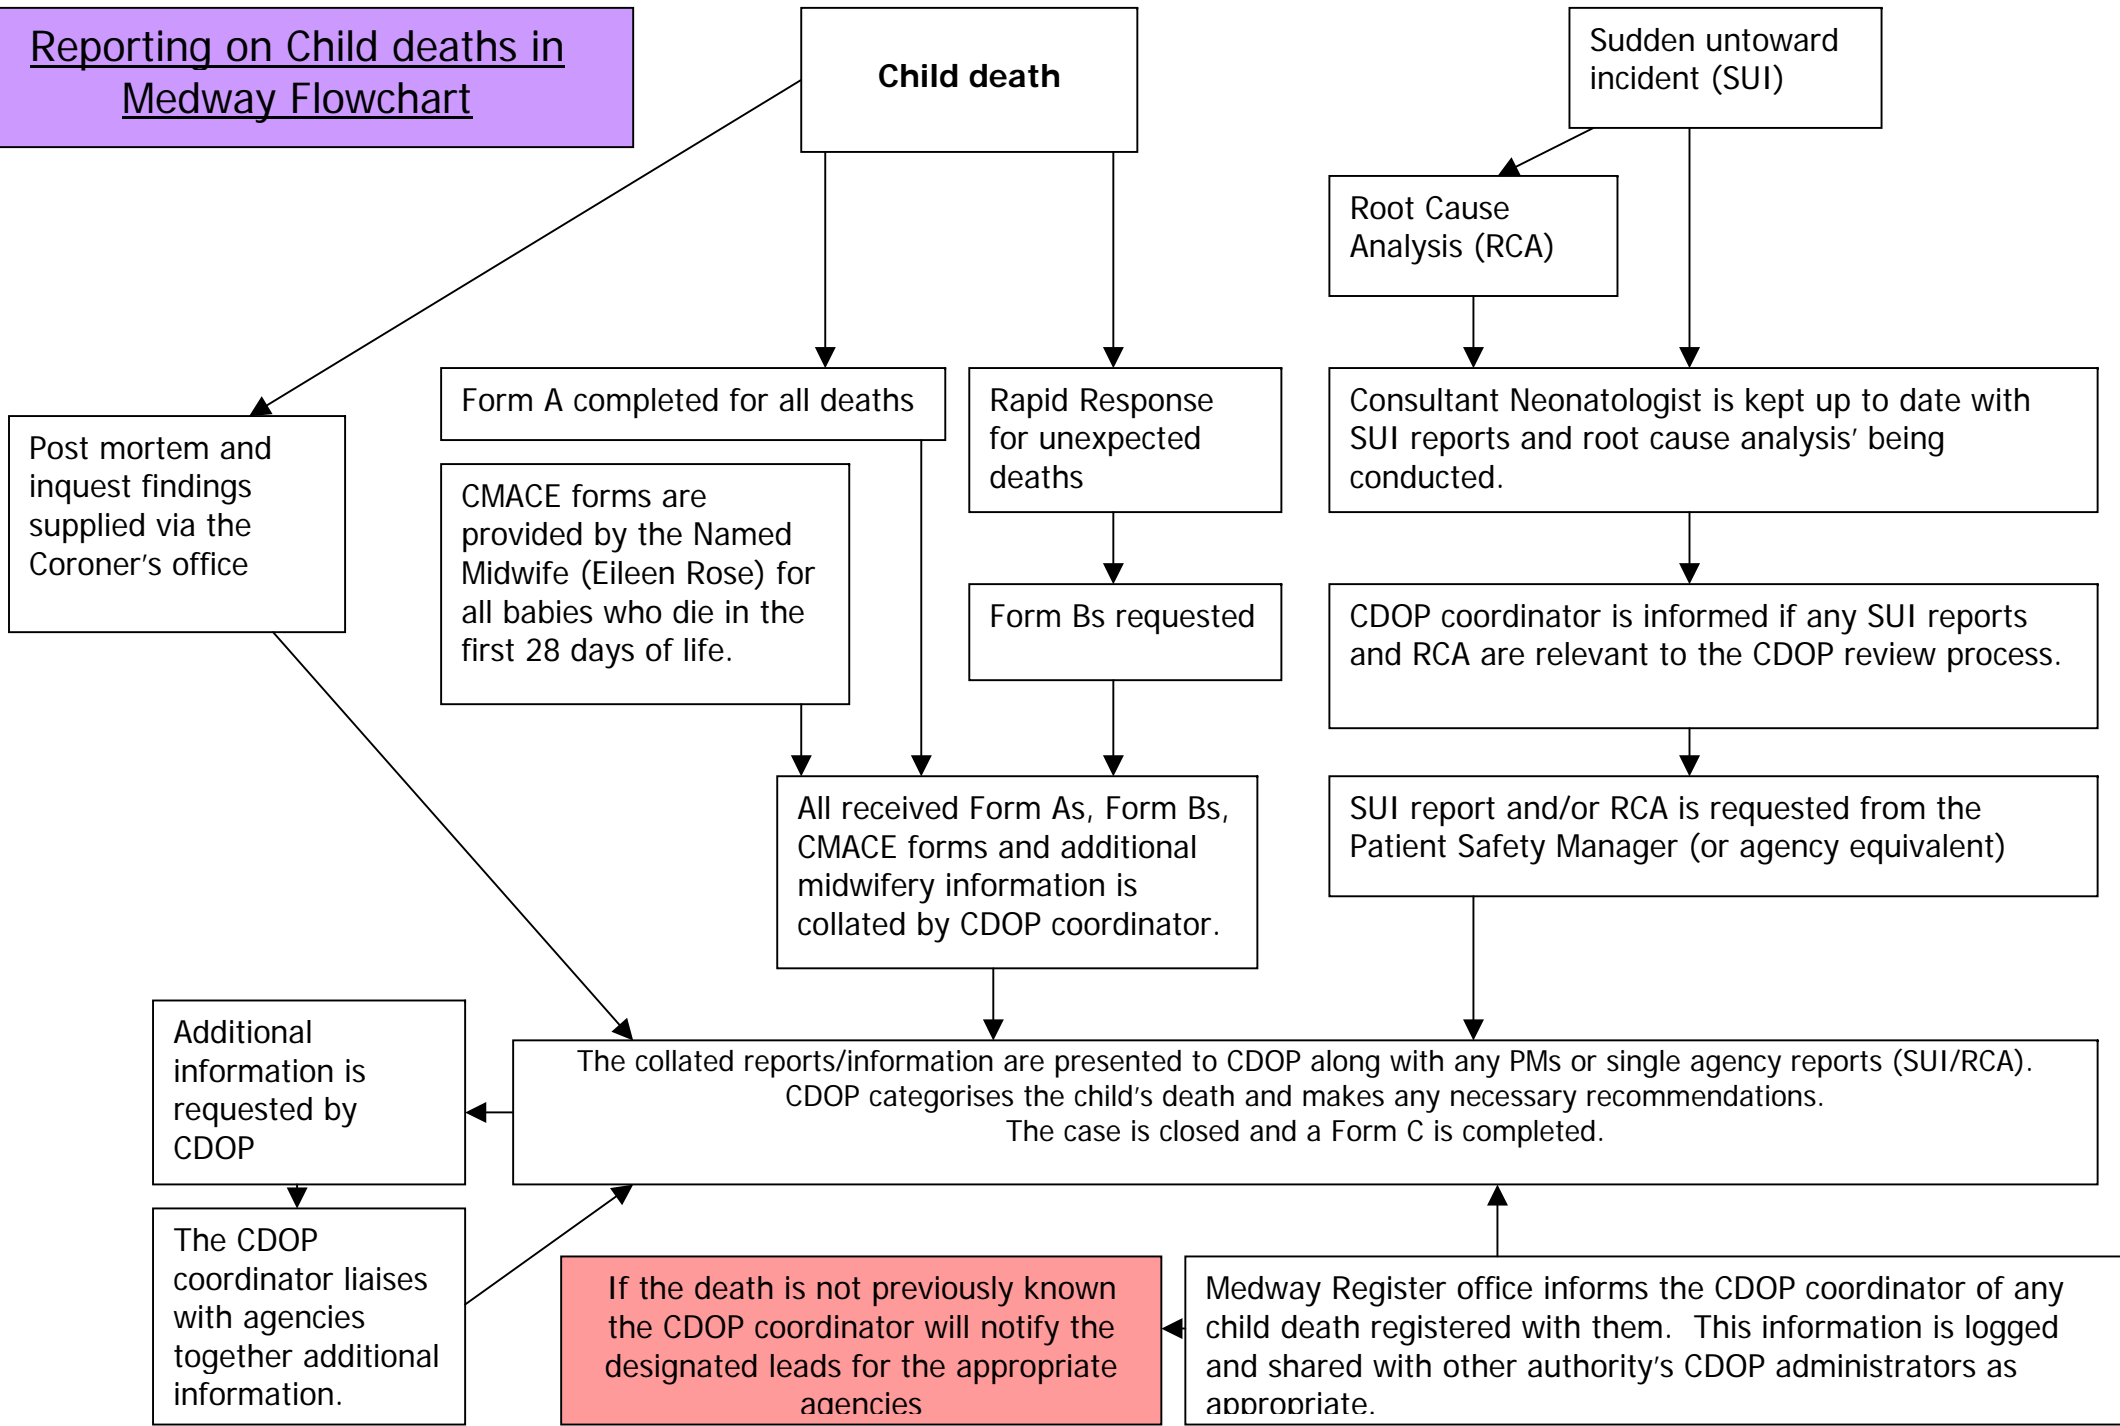 Reporting on Child deaths in
Medway Flowchart
Child death
Sudden untoward
incident (SUI)
Root Cause
Analysis (RCA)
Post mortem and
inquest findings
supplied via the
Coroner's office
Form A completed for all deaths
CMACE forms are
provided by the Named
Midwife (Eileen Rose) for
all babies who die in the
first 28 days of life.
Rapid Response
for unexpected
deaths
Form Bs requested
Consultant Neonatologist is kept up to date with
SUI reports and root cause analysis' being
conducted.
CDOP coordinator is informed if any SUI reports
and RCA are relevant to the CDOP review process.
All received Form As, Form Bs,
CMACE forms and additional
midwifery information is
collated by CDOP coordinator.
SUI report and/or RCA is requested from the
Patient Safety Manager (or agency equivalent)
Additional
information is
requested by
CDOP
The collated reports/information are presented to CDOP along with any PMs or single agency reports (SUI/RCA).
CDOP categorises the child's death and makes any necessary recommendations.
The case is closed and a Form C is completed.
The CDOP
coordinator liaises
with agencies
together additional
information.
If the death is not previously known
the CDOP coordinator will notify the
designated leads for the appropriate
agencies
Medway Register office informs the CDOP coordinator of any
child death registered with them.  This information is logged
and shared with other authority's CDOP administrators as
appropriate.